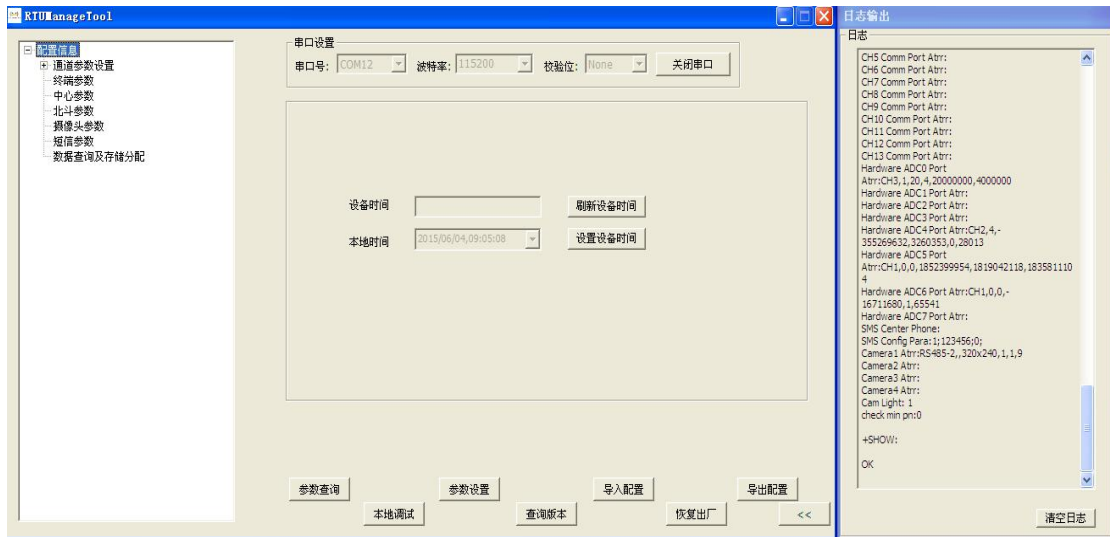 RTUManageTool
配置信息
通道参数设置
终端参数
中心参数
北斗参数
摄像头参数
短信参数
数据查询及存储分配
串口设置
串口号: COM12 波特率: 115200 校验位: None 关闭串口
设备时间 刷新设备时间
本地时间 2015/06/04,09:05:08 设置设备时间
参数查询 参数设置 导入配置 导出配置
本地调试 查询版本 恢复出厂 <<
日志输出
日志
CH5 Comm Port Atrr:
CH6 Comm Port Atrr:
CH7 Comm Port Atrr:
CH8 Comm Port Atrr:
CH9 Comm Port Atrr:
CH10 Comm Port Atrr:
CH11 Comm Port Atrr:
CH12 Comm Port Atrr:
CH13 Comm Port Atrr:
Hardware ADC0 Port
Atrr:CH3,1,20,4,20000000,4000000
Hardware ADC1 Port Atrr:
Hardware ADC2 Port Atrr:
Hardware ADC3 Port Atrr:
Hardware ADC4 Port Atrr:CH2,4,-
355269632,3260353,0,28013
Hardware ADC5 Port
Atrr:CH1,0,0,1852399954,1819042118,183581110
4
Hardware ADC6 Port Atrr:CH1,0,0,-
16711680,1,65541
Hardware ADC7 Port Atrr:
SMS Center Phone:
SMS Config Para:1;123456;0;
Camera1 Atrr:RS485-2,,320x240,1,1,9
Camera2 Atrr:
Camera3 Atrr:
Camera4 Atrr:
Cam Light: 1
check min pn:0
+SHOW:
OK
清空日志